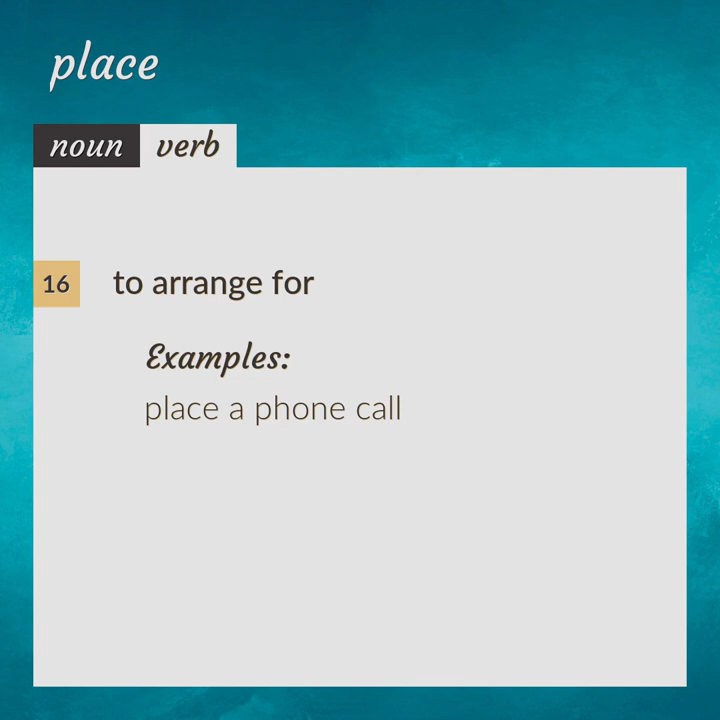 place
noun verb
16 to arrange for
Examples:
place a phone call